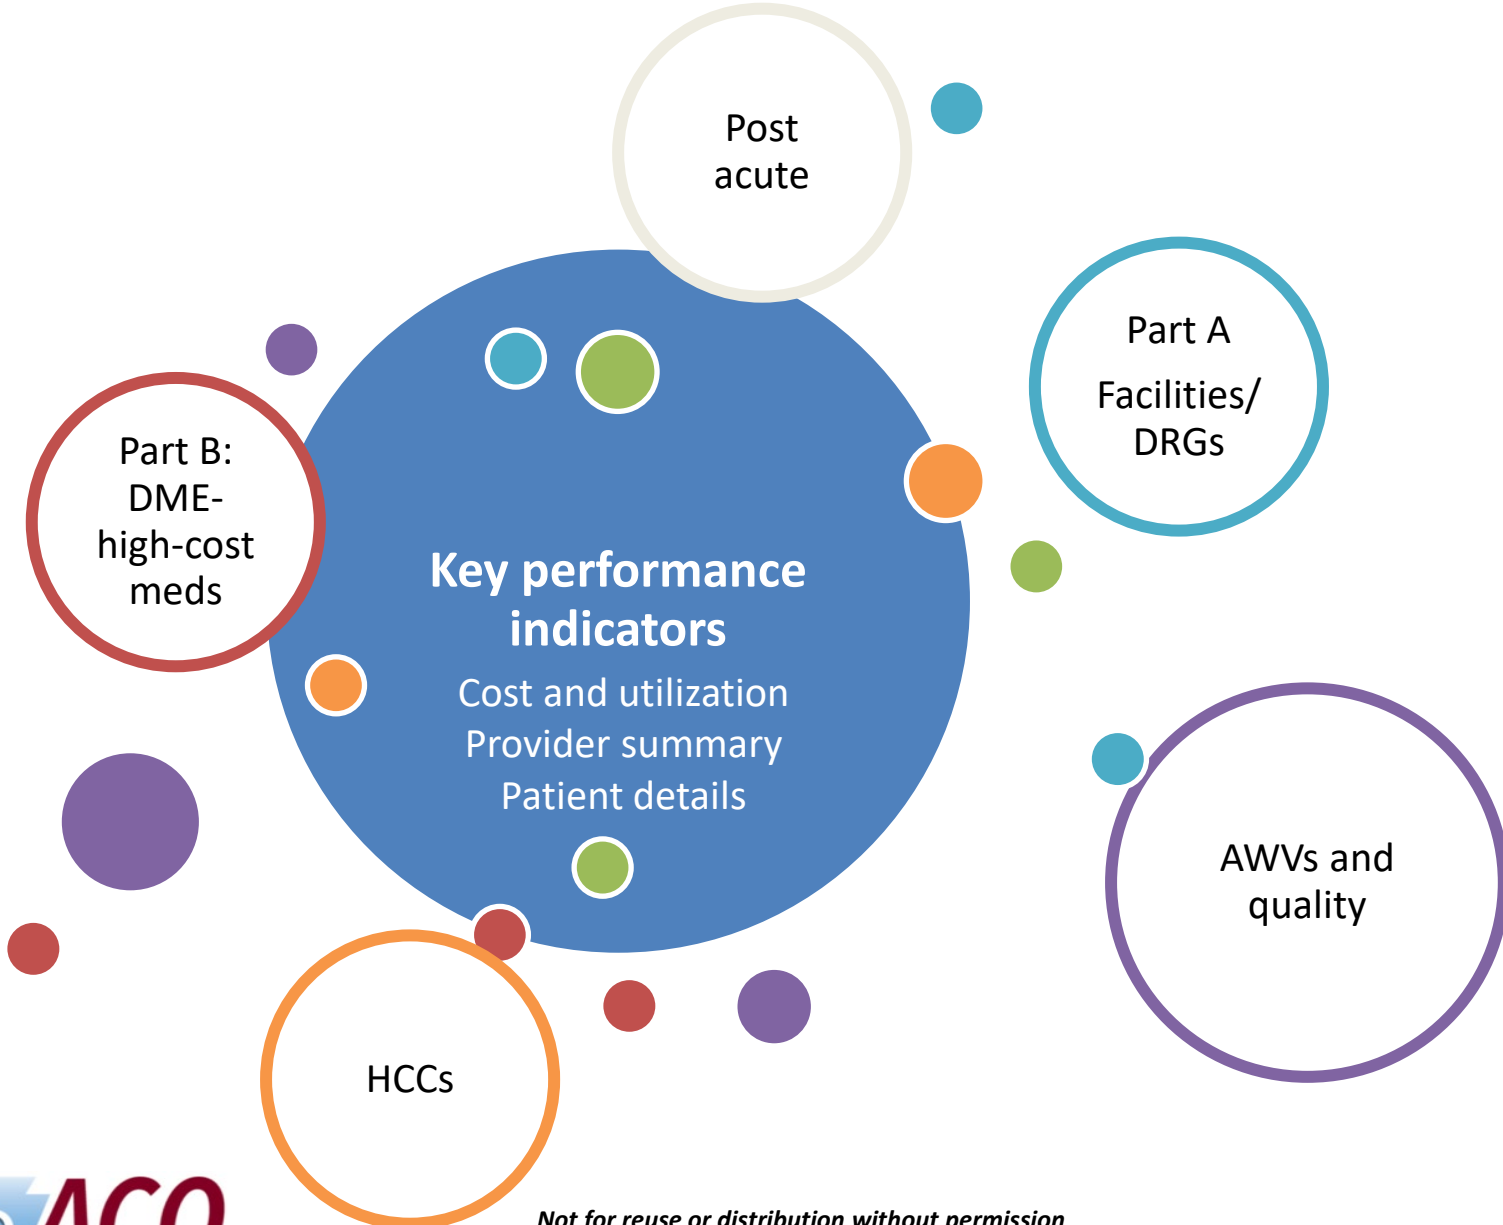 Post
acute
Part A
Facilities/
DRGs
Part B:
DME-
high-cost
meds
Key performance
indicators
Cost and utilization
Provider summary
Patient details
AWVs and
quality
HCCs
ACO
Not for reuse or distribution without permission